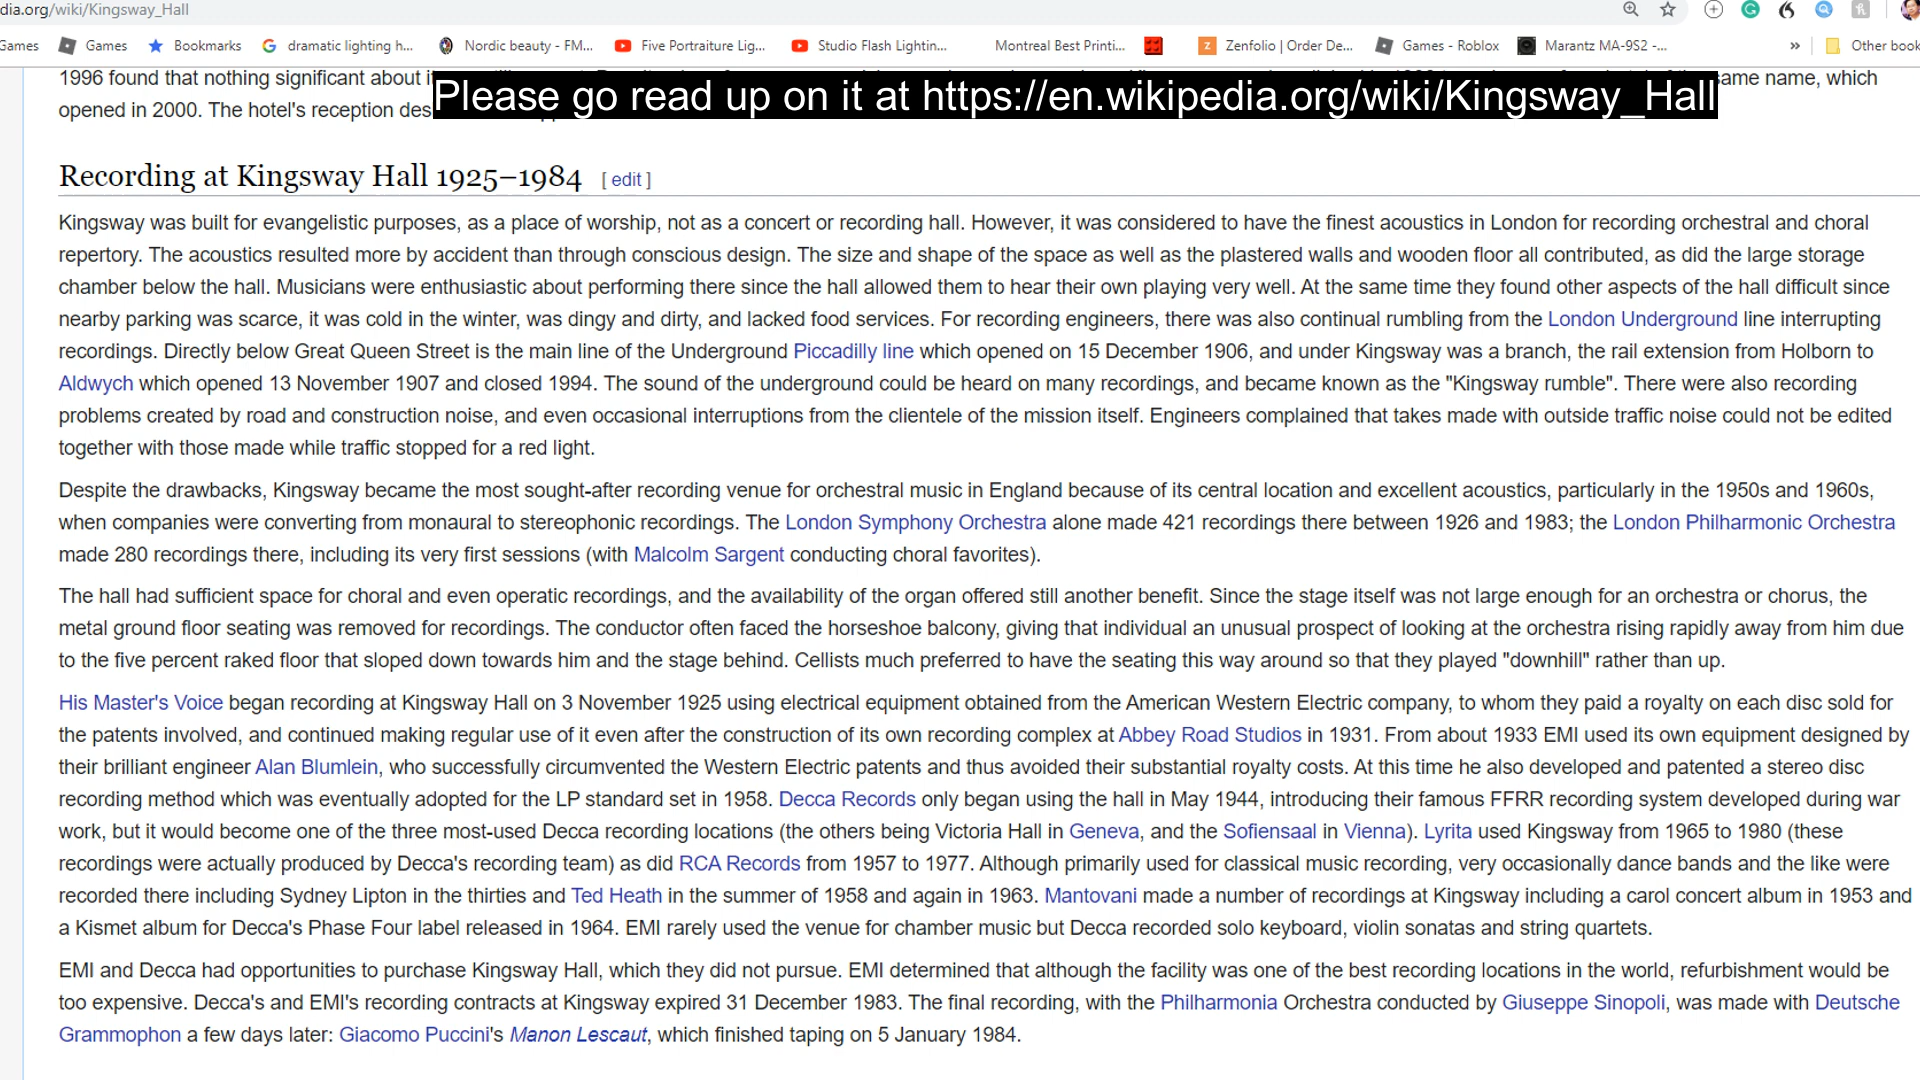 dia.org/wiki/Kingsway_Hall
Games Games Bookmarks dramatic lighting h... Nordic beauty - FM... Five Portraiture Lig... Studio Flash Lightin... Montreal Best Printi... Zenfolio | Order De... Games - Roblox Marantz MA-9S2 -... » Other book
1996 found that nothing significant about i ame name, which
Please go read up on it at https://en.wikipedia.org/wiki/Kingsway_Hall
opened in 2000. The hotel's reception des
Recording at Kingsway Hall 1925–1984 [ edit ]
Kingsway was built for evangelistic purposes, as a place of worship, not as a concert or recording hall. However, it was considered to have the finest acoustics in London for recording orchestral and choral
repertory. The acoustics resulted more by accident than through conscious design. The size and shape of the space as well as the plastered walls and wooden floor all contributed, as did the large storage
chamber below the hall. Musicians were enthusiastic about performing there since the hall allowed them to hear their own playing very well. At the same time they found other aspects of the hall difficult since
nearby parking was scarce, it was cold in the winter, was dingy and dirty, and lacked food services. For recording engineers, there was also continual rumbling from the London Underground line interrupting
recordings. Directly below Great Queen Street is the main line of the Underground Piccadilly line which opened on 15 December 1906, and under Kingsway was a branch, the rail extension from Holborn to
Aldwych which opened 13 November 1907 and closed 1994. The sound of the underground could be heard on many recordings, and became known as the "Kingsway rumble". There were also recording
problems created by road and construction noise, and even occasional interruptions from the clientele of the mission itself. Engineers complained that takes made with outside traffic noise could not be edited
together with those made while traffic stopped for a red light.
Despite the drawbacks, Kingsway became the most sought-after recording venue for orchestral music in England because of its central location and excellent acoustics, particularly in the 1950s and 1960s,
when companies were converting from monaural to stereophonic recordings. The London Symphony Orchestra alone made 421 recordings there between 1926 and 1983; the London Philharmonic Orchestra
made 280 recordings there, including its very first sessions (with Malcolm Sargent conducting choral favorites).
The hall had sufficient space for choral and even operatic recordings, and the availability of the organ offered still another benefit. Since the stage itself was not large enough for an orchestra or chorus, the
metal ground floor seating was removed for recordings. The conductor often faced the horseshoe balcony, giving that individual an unusual prospect of looking at the orchestra rising rapidly away from him due
to the five percent raked floor that sloped down towards him and the stage behind. Cellists much preferred to have the seating this way around so that they played "downhill" rather than up.
His Master's Voice began recording at Kingsway Hall on 3 November 1925 using electrical equipment obtained from the American Western Electric company, to whom they paid a royalty on each disc sold for
the patents involved, and continued making regular use of it even after the construction of its own recording complex at Abbey Road Studios in 1931. From about 1933 EMI used its own equipment designed by
their brilliant engineer Alan Blumlein, who successfully circumvented the Western Electric patents and thus avoided their substantial royalty costs. At this time he also developed and patented a stereo disc
recording method which was eventually adopted for the LP standard set in 1958. Decca Records only began using the hall in May 1944, introducing their famous FFRR recording system developed during war
work, but it would become one of the three most-used Decca recording locations (the others being Victoria Hall in Geneva, and the Sofiensaal in Vienna). Lyrita used Kingsway from 1965 to 1980 (these
recordings were actually produced by Decca's recording team) as did RCA Records from 1957 to 1977. Although primarily used for classical music recording, very occasionally dance bands and the like were
recorded there including Sydney Lipton in the thirties and Ted Heath in the summer of 1958 and again in 1963. Mantovani made a number of recordings at Kingsway including a carol concert album in 1953 and
a Kismet album for Decca's Phase Four label released in 1964. EMI rarely used the venue for chamber music but Decca recorded solo keyboard, violin sonatas and string quartets.
EMI and Decca had opportunities to purchase Kingsway Hall, which they did not pursue. EMI determined that although the facility was one of the best recording locations in the world, refurbishment would be
too expensive. Decca's and EMI's recording contracts at Kingsway expired 31 December 1983. The final recording, with the Philharmonia Orchestra conducted by Giuseppe Sinopoli, was made with Deutsche
Grammophon a few days later: Giacomo Puccini's Manon Lescaut, which finished taping on 5 January 1984.